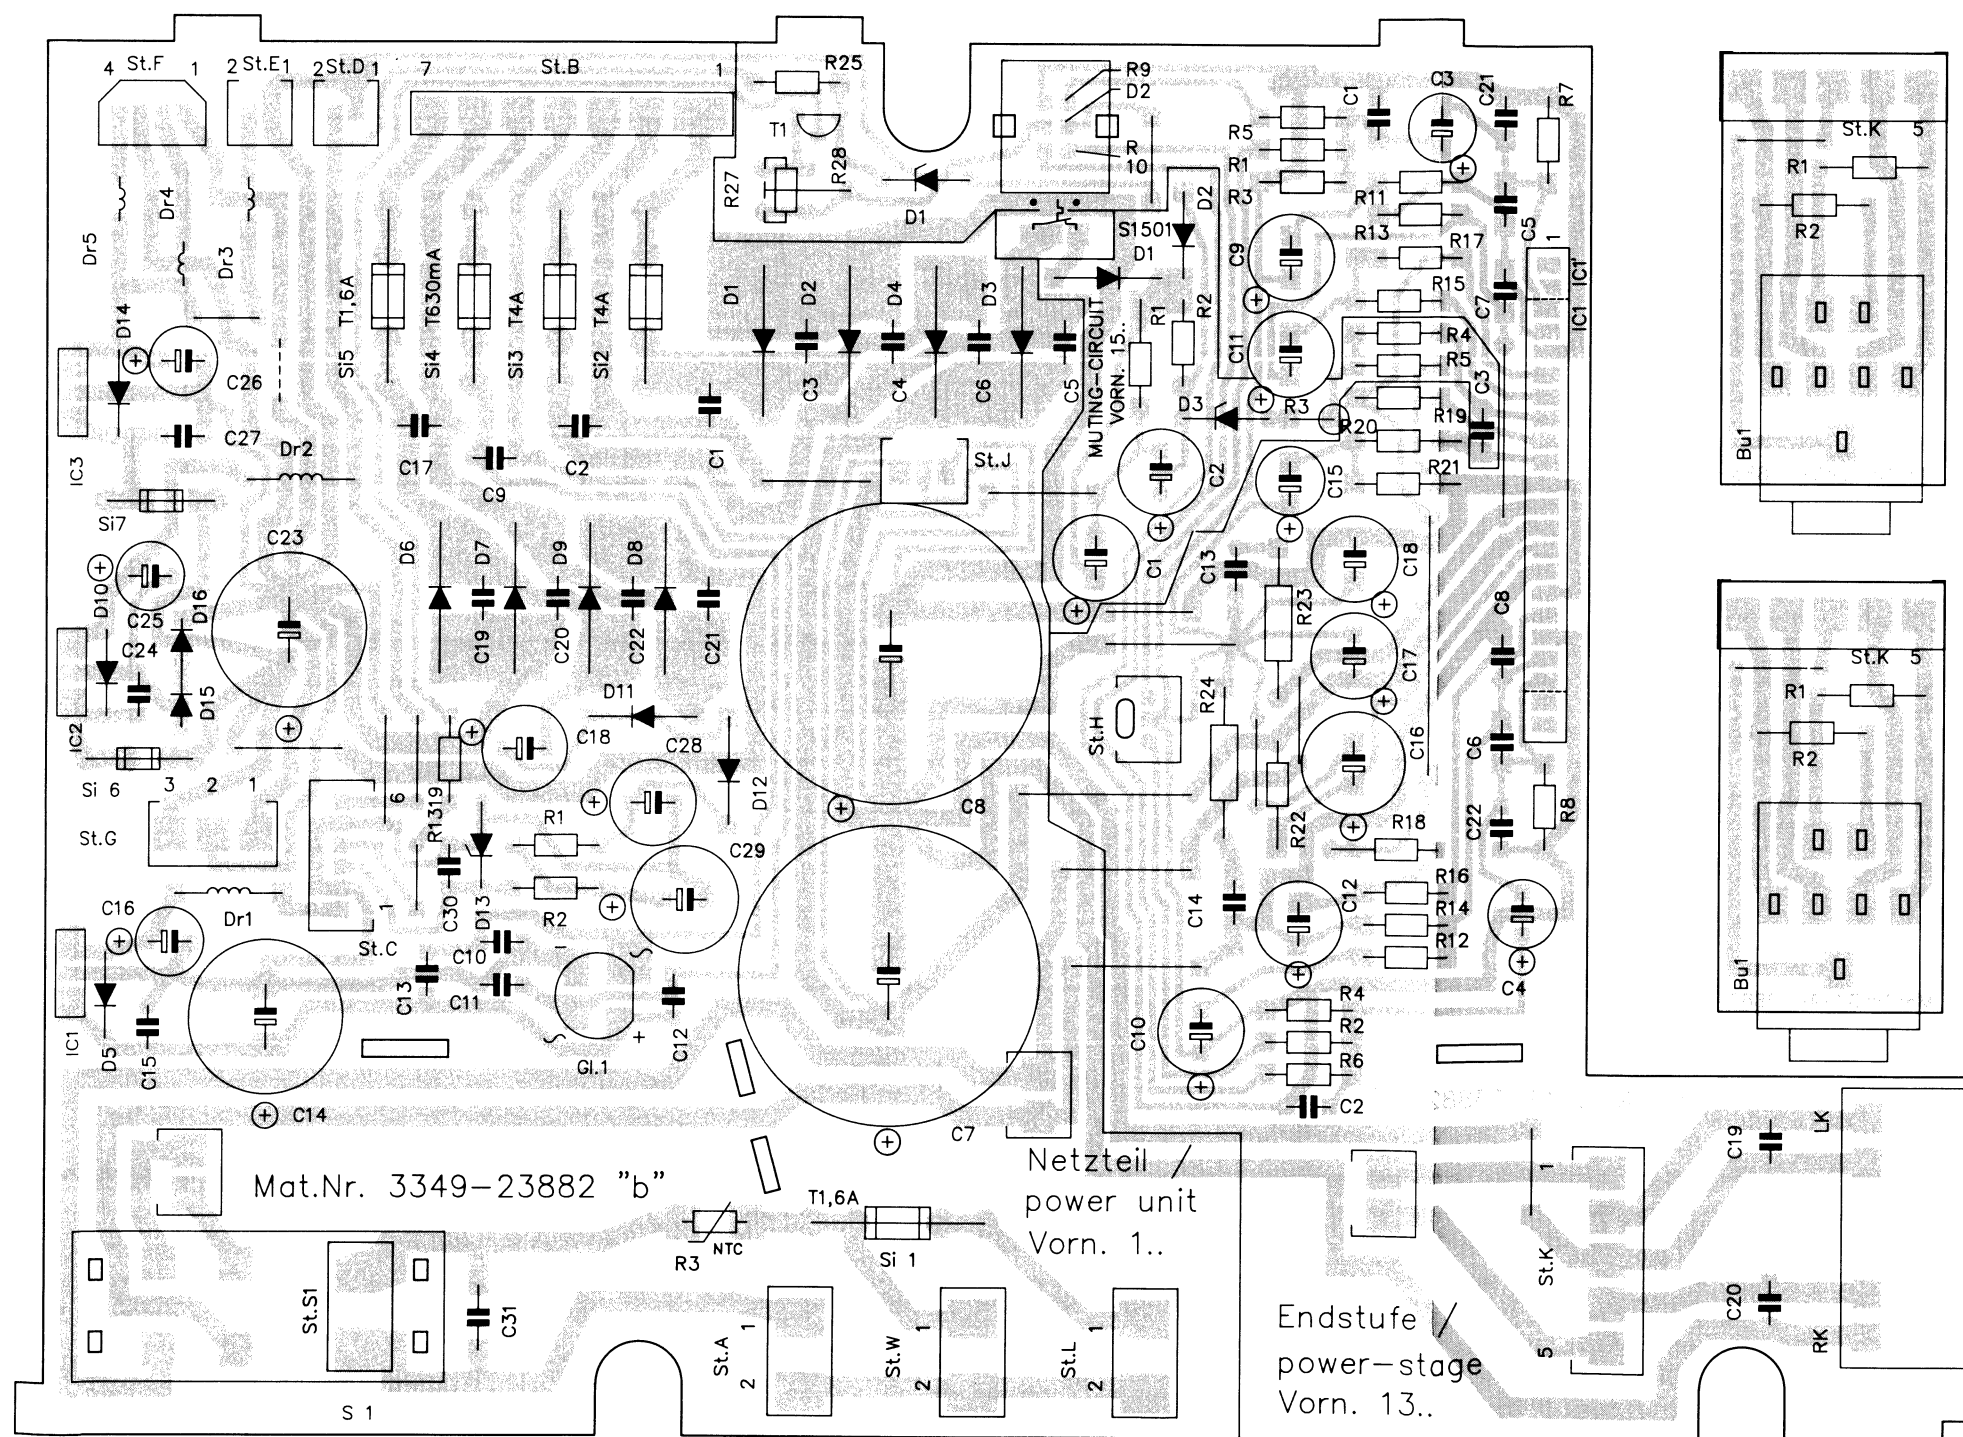 4 St.F 1
2 St.E 1
2 St.D 1
7 St.B 1
R25
R9
D2
R
10
T1
R27
R28
D1
S1501
D1
D2
R5
R1
R3
C1
C3
C21
R7
R11
R13
R17
R15
C5
1
IC1'
IC1
C7
C9
C11
R4
R5
C3
R19
R20
R21
R3
D3
R1
R2
MUTING-CIRCUIT
VORN. 15..
Dr5
Dr4
Dr3
D14
C26
C27
IC3
Si7
Dr2
Si5 T1,6A
Si4 T630mA
Si3 T4A
Si2 T4A
D1
D2
D4
D3
C3
C4
C6
C5
C17
C9
C2
C1
St.J
C2
C15
C1
C13
C18
R23
C17
C8
C23
D10
D16
C25
C24
D15
IC2
Si 6
D6
D7
D9
D8
C19
C20
C22
C21
D11
C18
C28
D12
C8
St.H
R24
C16
C6
R22
R18
C22
R8
3 2 1
St.G
6
R1319
R1
C29
R2
C30
D13
1
St.C
Dr1
C16
C14
C12
R16
R14
R12
C4
C10
C11
C13
IC1
D5
C15
C14
Gl.1
+
C12
C7
C10
R4
R2
R6
C2
Mat.Nr. 3349-23882 "b"
Netzteil /
power unit
Vorn. 1..
T1,6A
Si 1
R3
NTC
St.S1
S 1
C31
St.A
1
2
St.W
1
2
St.L
1
2
Endstufe /
power-stage
Vorn. 13..
St.K
1
5
C19
LK
C20
RK
St.K 5
R1
R2
Bu1
St.K 5
R1
R2
Bu1